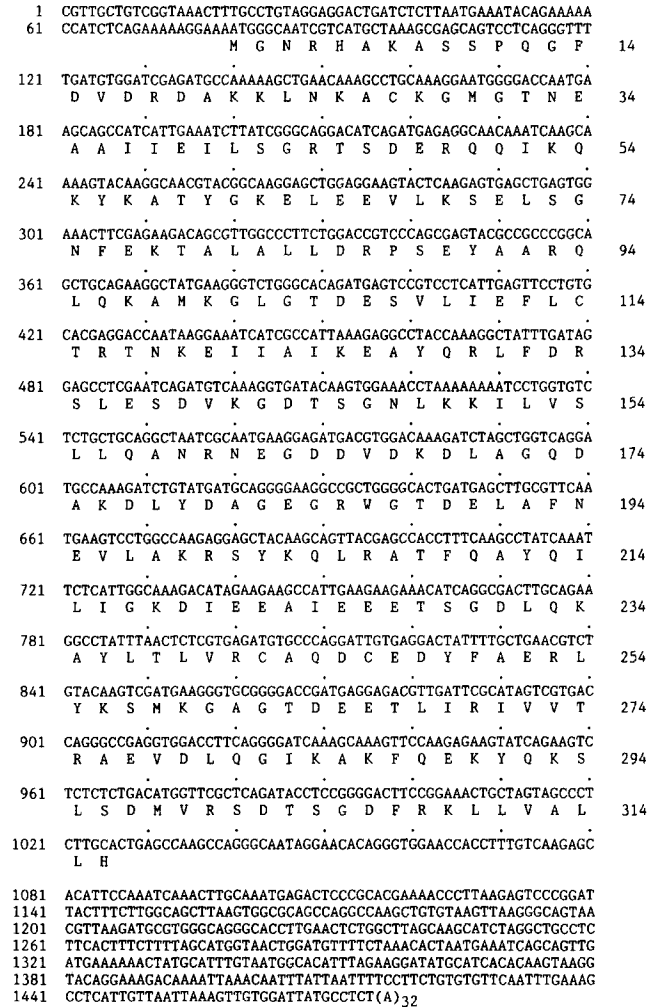 1 CGTTGCTGTCGGTAAACTTTGCCTGTAGGAGGACTGATCTCTTAATGAAATACAGAAAAA
61 CCATCTCAGAAAAAGGAAAATGGGCAATCGTCATGCTAAAGCGAGCAGTCCTCAGGGTTT
M G N R H A K A S S P Q G F 14
121 TGATGTGGATCGAGATGCCAAAAAGCTGAACAAAGCCTGCAAAGGAATGGGGACCAATGA
D V D R D A K K L N K A C K G M G T N E 34
181 AGCAGCCATCATTGAAATCTTATCGGGCAGGACATCAGATGAGAGGCAACAAATCAAGCA
A A I I E I L S G R T S D E R Q Q I K Q 54
241 AAAGTACAAGGCAACGTACGGCAAGGAGCTGGAGGAAGTACTCAAGAGTGAGCTGAGTGG
K Y K A T Y G K E L E E V L K S E L S G 74
301 AAACTTCGAGAAGACAGCGTTGGCCCTTCTGGACCGTCCCAGCGAGTACGCCGCCCGGCA
N F E K T A L A L L D R P S E Y A A R Q 94
361 GCTGCAGAAGGCTATGAAGGGTCTGGGCACAGATGAGTCCGTCCTCATTGAGTTCCTGTG
L Q K A M K G L G T D E S V L I E F L C 114
421 CACGAGGACCAATAAGGAAATCATCGCCATTAAAGAGGCCTACCAAAGGCTATTTGATAG
T R T N K E I I A I K E A Y Q R L F D R 134
481 GAGCCTCGAATCAGATGTCAAAGGTGATACAAGTGGAAACCTAAAAAAAATCCTGGTGTC
S L E S D V K G D T S G N L K K I L V S 154
541 TCTGCTGCAGGCTAATCGCAATGAAGGAGATGACGTGGACAAAGATCTAGCTGGTCAGGA
L L Q A N R N E G D D V D K D L A G Q D 174
601 TGCCAAAGATCTGTATGATGCAGGGGAAGGCCGCTGGGGCACTGATGAGCTTGCGTTCAA
A K D L Y D A G E G R W G T D E L A F N 194
661 TGAAGTCCTGGCCAAGAGGAGCTACAAGCAGTTACGAGCCACCTTTCAAGCCTATCAAAT
E V L A K R S Y K Q L R A T F Q A Y Q I 214
721 TCTCATTGGCAAAGACATAGAAGAAGCCATTGAAGAAGAAACATCAGGCGACTTGCAGAA
L I G K D I E E A I E E E T S G D L Q K 234
781 GGCCTATTTAACTCTCGTGAGATGTGCCCAGGATTGTGAGGACTATTTTGCTGAACGTCT
A Y L T L V R C A Q D C E D Y F A E R L 254
841 GTACAAGTCGATGAAGGGTGCGGGGACCGATGAGGAGACGTTGATTCGCATAGTCGTGAC
Y K S M K G A G T D E E T L I R I V V T 274
901 CAGGGCCGAGGTGGACCTTCAGGGGATCAAAGCAAAGTTCCAAGAGAAGTATCAGAAGTC
R A E V D L Q G I K A K F Q E K Y Q K S 294
961 TCTCTCTGACATGGTTCGCTCAGATACCTCCGGGGACTTCCGGAAACTGCTAGTAGCCCT
L S D M V R S D T S G D F R K L L V A L 314
1021 CTTGCACTGAGCCAAGCCAGGGCAATAGGAACACAGGGTGGAACCACCTTTGTCAAGAGC
L H
1081 ACATTCCAAATCAAACTTGCAAATGAGACTCCCGCACGAAAACCCTTAAGAGTCCCGGAT
1141 TACTTTCTTGGCAGCTTAAGTGGCGCAGCCAGGCCAAGCTGTGTAAGTTAAGGGCAGTAA
1201 CGTTAAGATGCGTGGGCAGGGCACCTTGAACTCTGGCTTAGCAAGCATCTAGGCTGCCTC
1261 TTCACTTTCTTTTAGCATGGTAACTGGATGTTTTCTAAACACTAATGAAATCAGCAGTTG
1321 ATGAAAAAACTATGCATTTGTAATGGCACATTTAGAAGGATATGCATCACACAAGTAAGG
1381 TACAGGAAAGACAAAATTAAACAATTTATTAATTTTCCTTCTGTGTGTTCAATTTGAAAG
1441 CCTCATTGTTAATTAAAGTTGTGGATTATGCCTCT(A)32